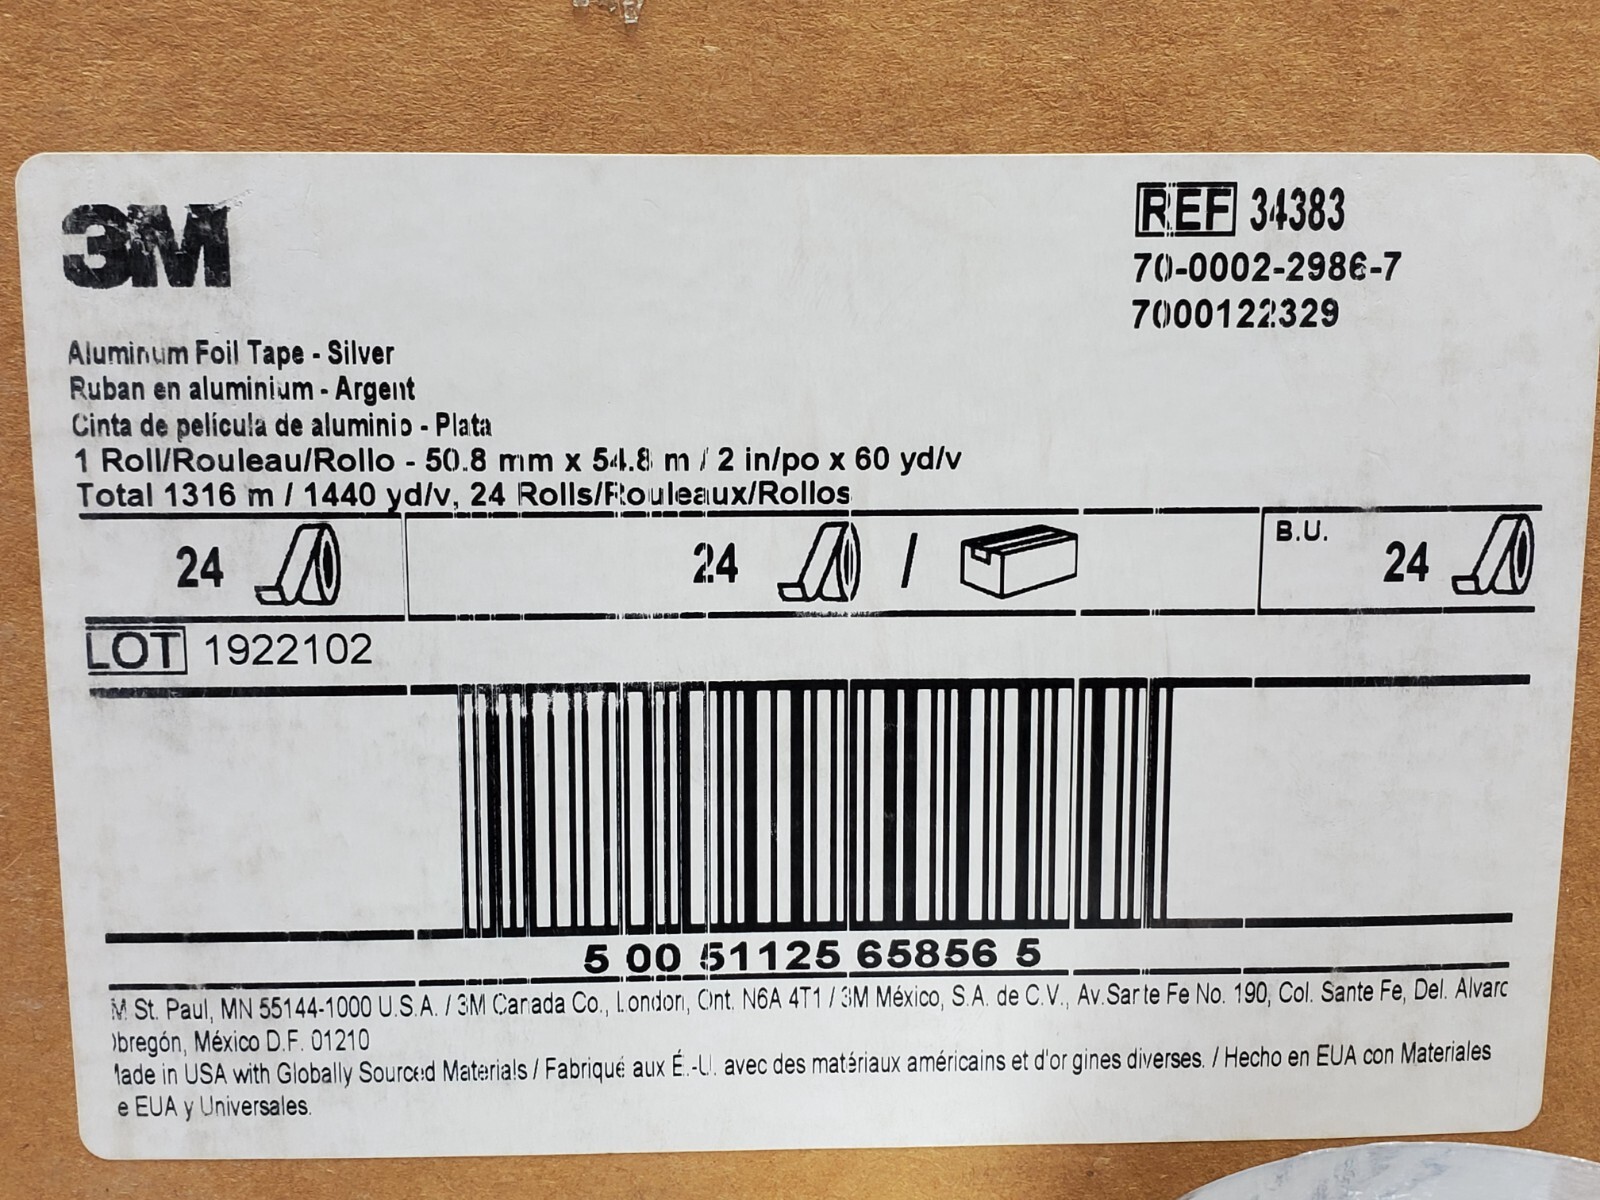 3M
REF 34383
70-0002-2986-7
7000122329
Aluminum Foil Tape - Silver
Ruban en aluminium - Argent
Cinta de película de aluminio - Plata
1 Roll/Rouleau/Rollo - 50.8 mm x 54.8 m / 2 in/po x 60 yd/v
Total 1316 m / 1440 yd/v, 24 Rolls/Rouleaux/Rollos
24 24 / B.U. 24
LOT 1922102
5 00 51125 65856 5
M St. Paul, MN 55144-1000 U.S.A. / 3M Canada Co., London, Ont. N6A 4T1 / 3M México, S.A. de C.V., Av.Sante Fe No. 190, Col. Sante Fe, Del. Alvaro
Obregón, México D.F. 01210
Made in USA with Globally Sourced Materials / Fabriqué aux É.-U. avec des matériaux américains et d'origines diverses. / Hecho en EUA con Materiales
e EUA y Universales.